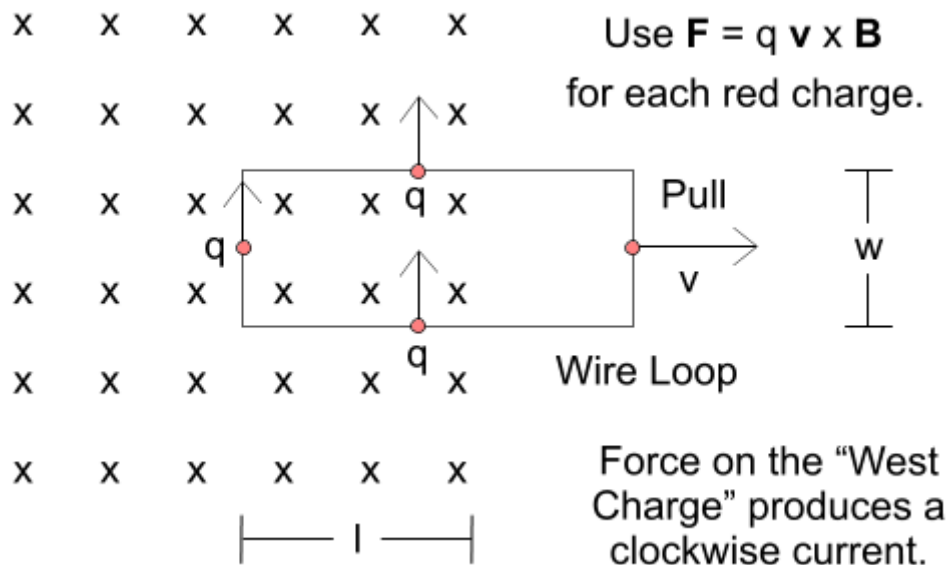 x x x x x x
Use F = q v x B
for each red charge.
x x x x x x
x x x x x x
q
Pull
q
w
v
x x x x x x
q
Wire Loop
x x x x x x
x x x x x x
Force on the “West
Charge” produces a
clockwise current.
l